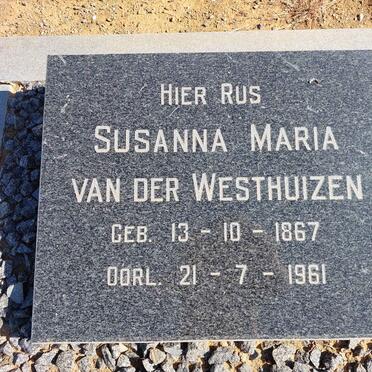 HIER RUS
SUSANNA MARIA
VAN DER WESTHUIZEN
GEB. 13 - 10 - 1867
OORL. 21 - 7 - 1961